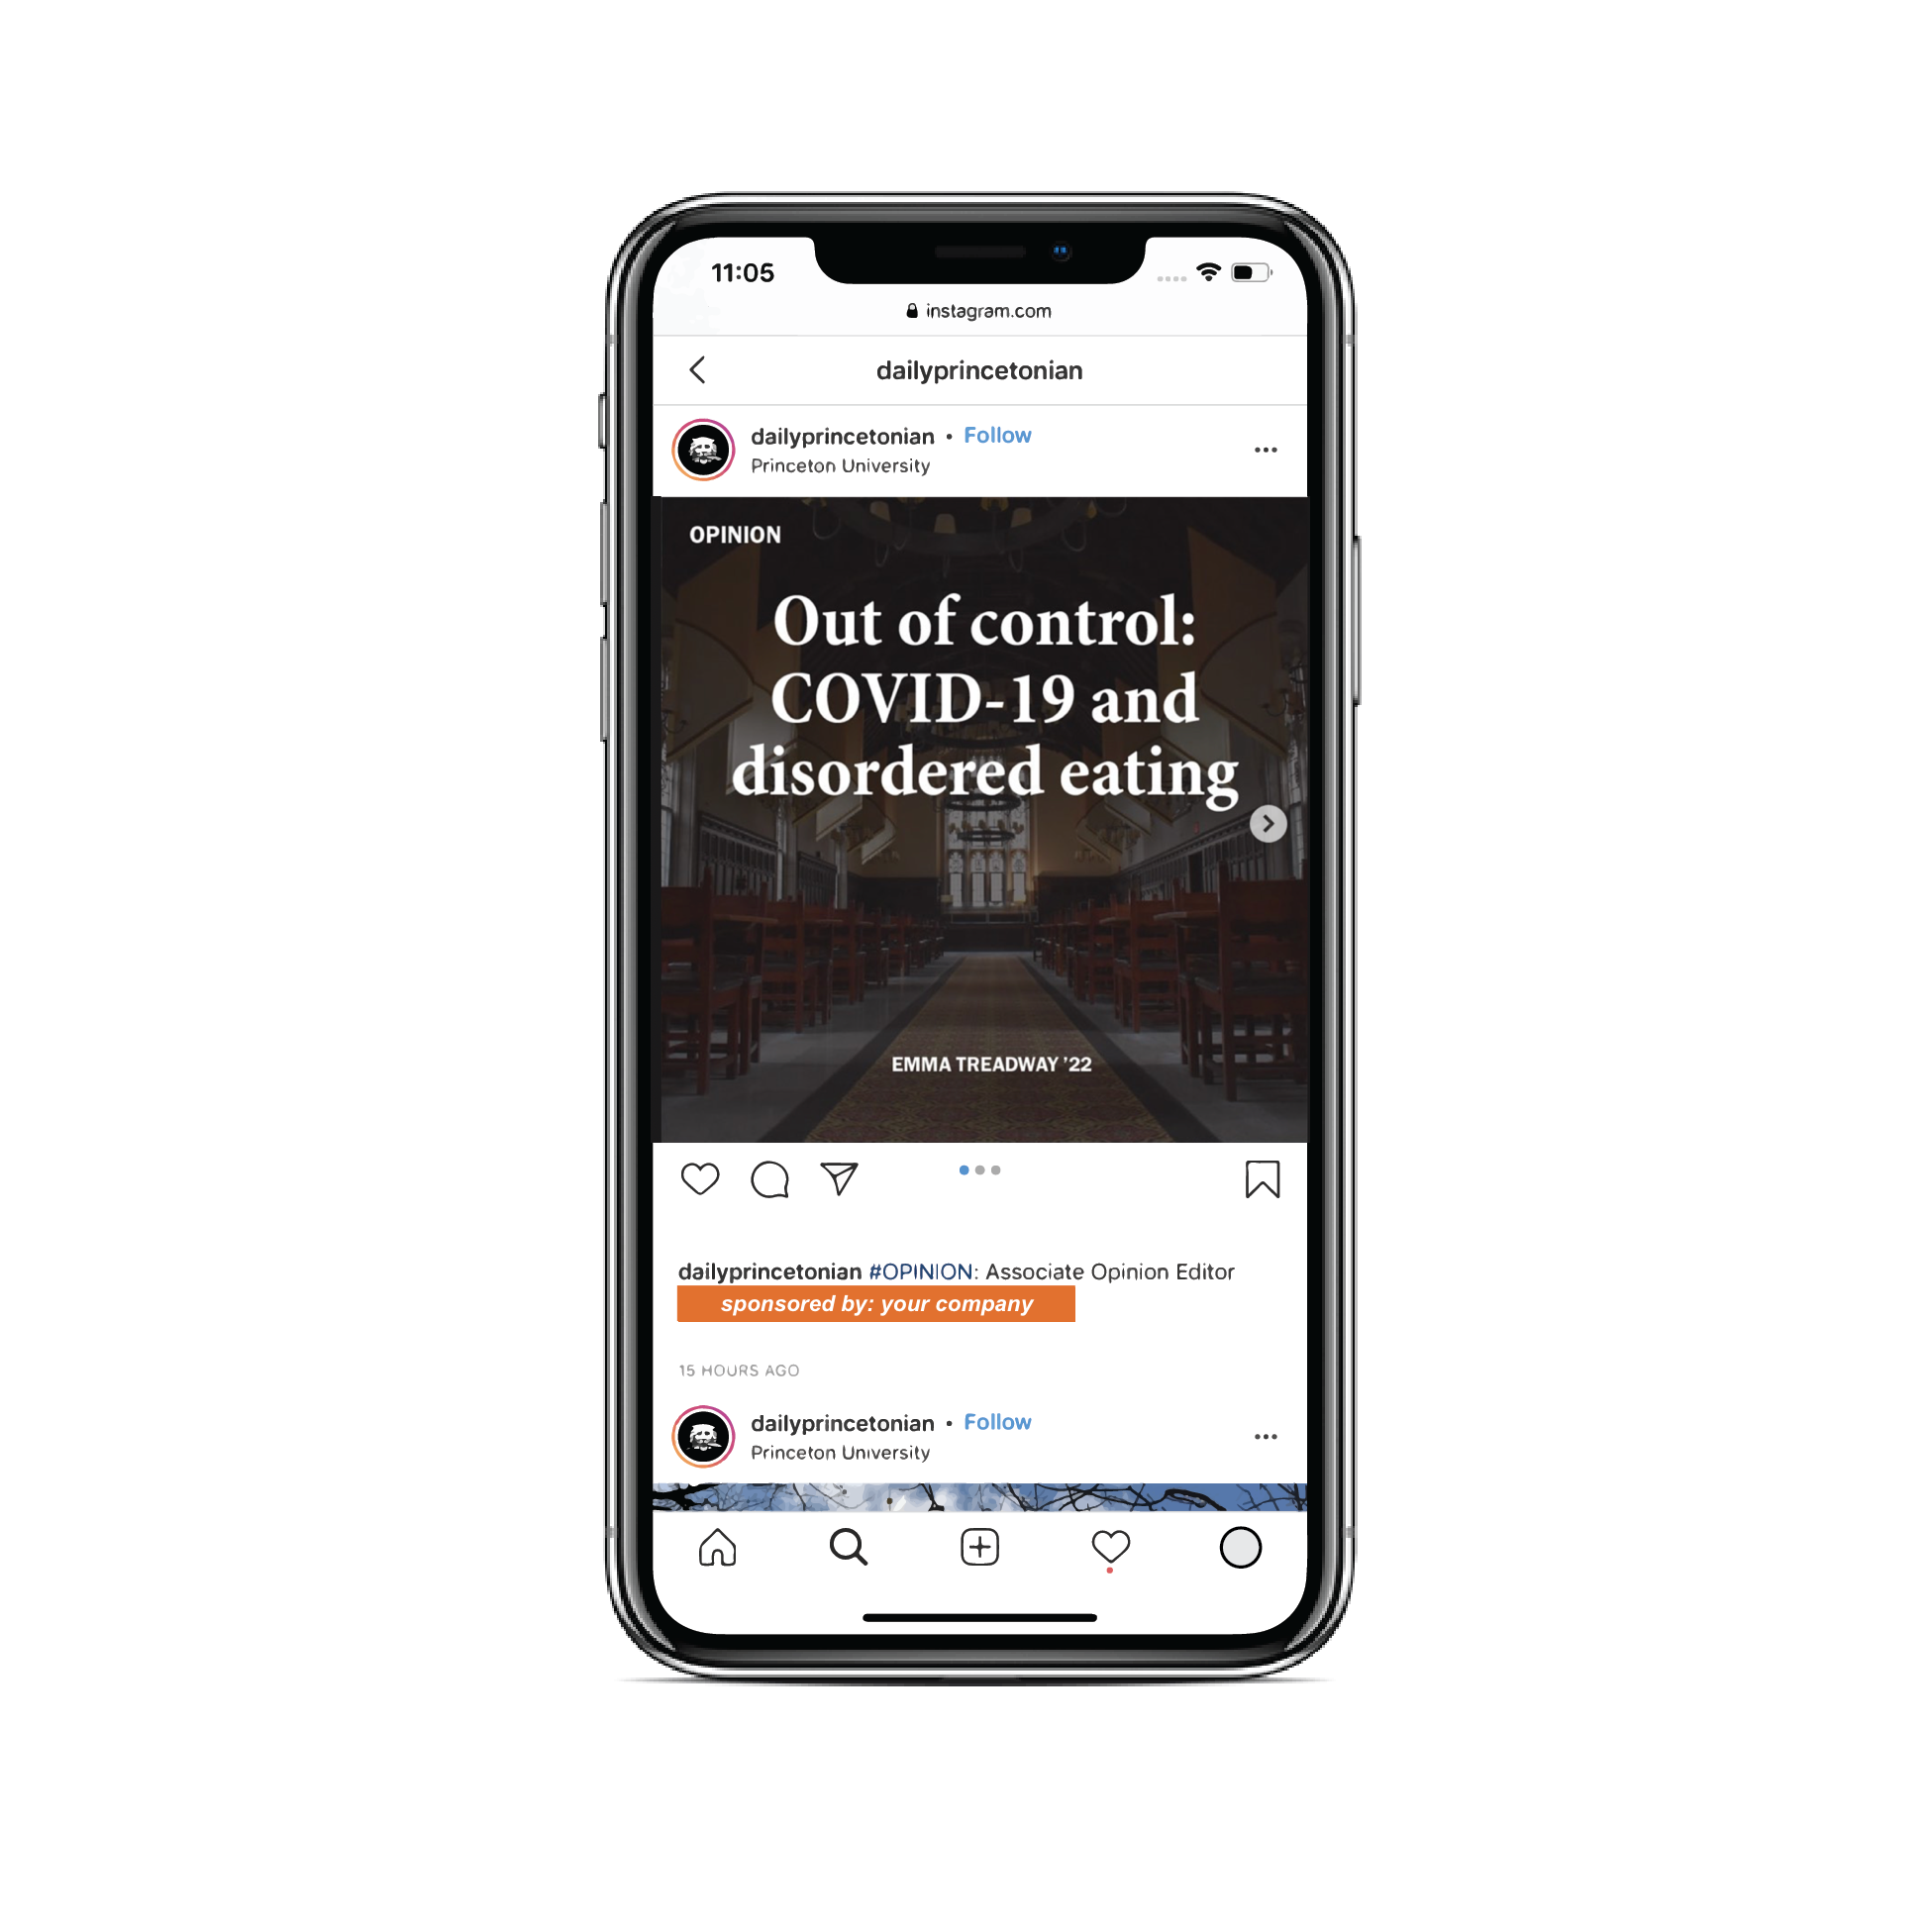 11:05
instagram.com
dailyprincetonian
dailyprincetonian • Follow
Princeton University
OPINION
Out of control:
COVID-19 and
disordered eating
EMMA TREADWAY ’22
dailyprincetonian #OPINION: Associate Opinion Editor
sponsored by: your company
15 HOURS AGO
dailyprincetonian • Follow
Princeton University